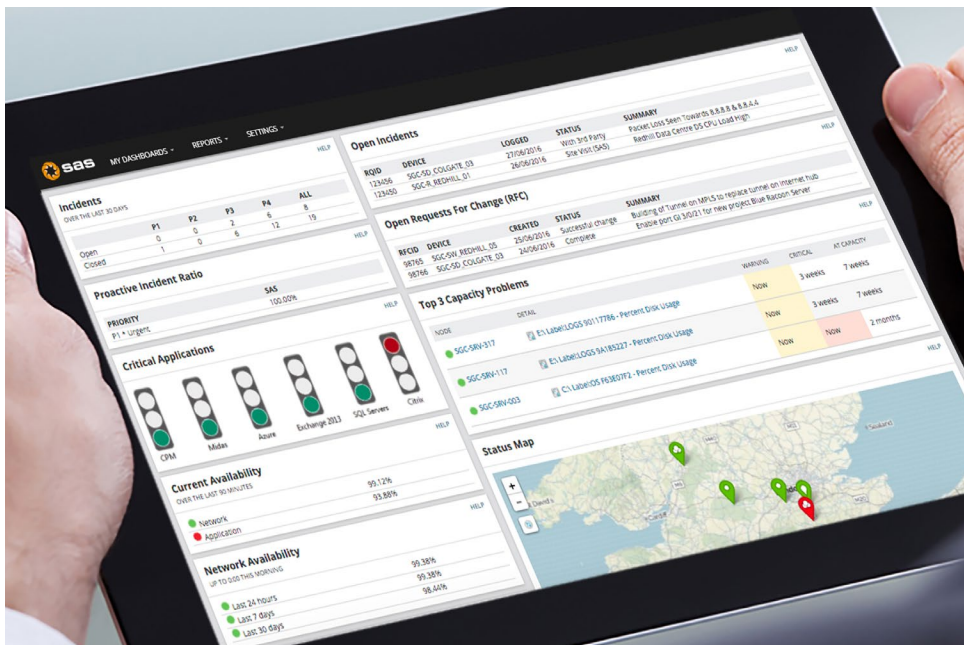 sas MY DASHBOARDS REPORTS SETTINGS
HELP
Incidents
OVER THE LAST 30 DAYS
P1 P2 P3 P4 ALL
Open 0 0 2 6 8
Closed 1 0 6 12 19
HELP
Proactive Incident Ratio
PRIORITY SAS
P1 * Urgent 100.00%
HELP
Critical Applications
CPM Midas Azure Exchange 2013 SQL Servers Citrix
HELP
Current Availability
OVER THE LAST 90 MINUTES
Network 99.12%
Application 93.88%
HELP
Network Availability
UP TO 0:00 THIS MORNING
Last 24 hours 99.38%
Last 7 days 99.38%
Last 30 days 98.44%
HELP
Open Incidents
RQID DEVICE LOGGED STATUS SUMMARY
123456 SGC-SD_COLGATE_03 27/06/2016 With 3rd Party Packet Loss Seen Towards 8.8.8.8 & 8.8.4.4
123450 SGC-R_REDHILL_01 26/06/2016 Site Visit (SAS) Redhill Data Centre DS CPU Load High
HELP
Open Requests For Change (RFC)
RFCID DEVICE CREATED STATUS SUMMARY
98765 SGC-SW_REDHILL_05 25/06/2016 Successful change Building of Tunnel on MPLS to replace tunnel on internet hub
98766 SGC-SD_COLGATE_03 24/06/2016 Complete Enable port Gi 3/0/21 for new project Blue Racoon Server
HELP
Top 3 Capacity Problems
NODE DETAIL WARNING CRITICAL AT CAPACITY
SGC-SRV-317 E:\ Label:LOGS 90117786 - Percent Disk Usage Now 3 weeks 7 weeks
SGC-SRV-117 E:\ Label:LOGS 9A185227 - Percent Disk Usage Now 3 weeks 7 weeks
SGC-SRV-003 C:\ Label:OS F63E07F2 - Percent Disk Usage Now Now 2 months
HELP
Status Map
+
−
Cardiff